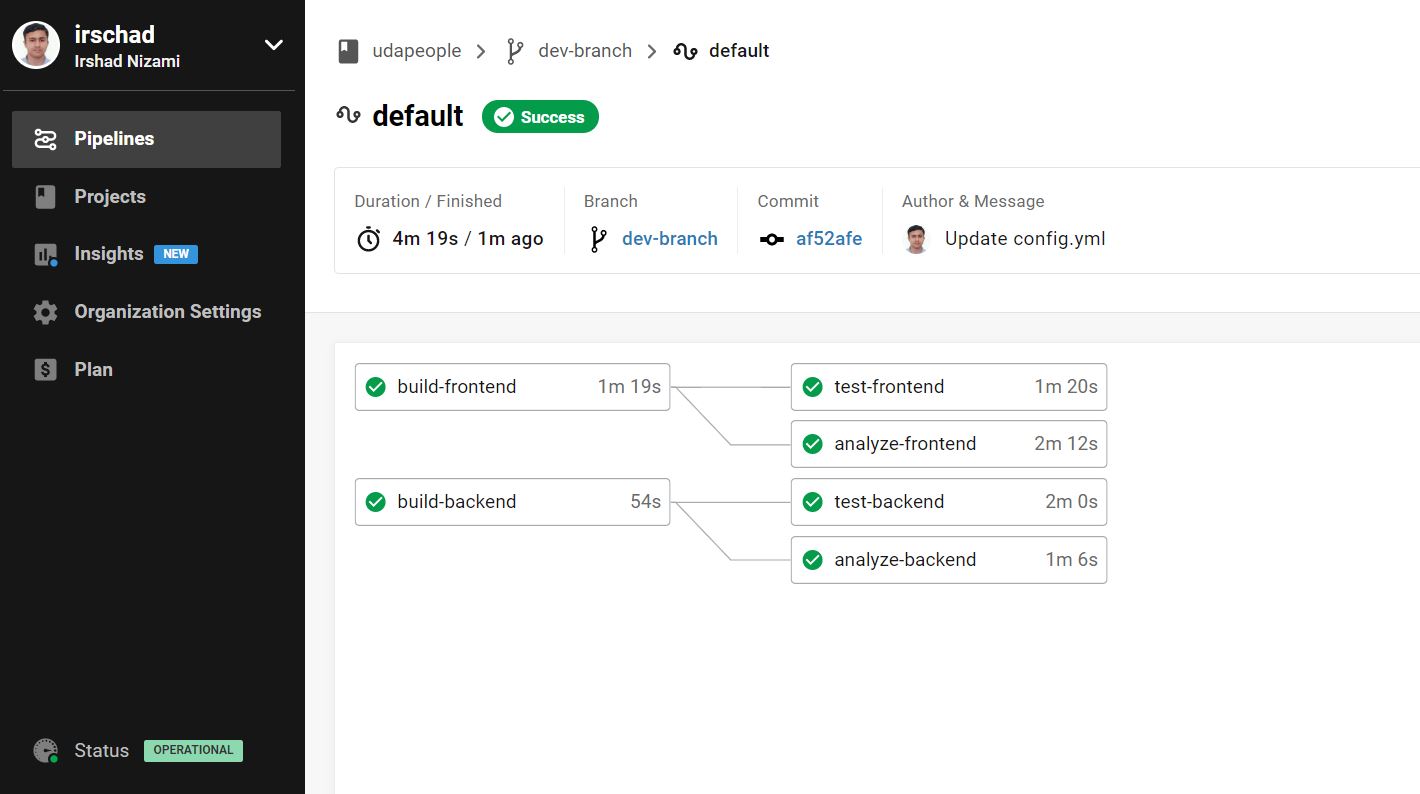 irschad
Irshad Nizami
Pipelines
Projects
Insights NEW
Organization Settings
Plan
Status OPERATIONAL
udapeople dev-branch default
default Success
Duration / Finished Branch Commit Author & Message
4m 19s / 1m ago dev-branch af52afe Update config.yml
build-frontend 1m 19s test-frontend 1m 20s
analyze-frontend 2m 12s
build-backend 54s test-backend 2m 0s
analyze-backend 1m 6s